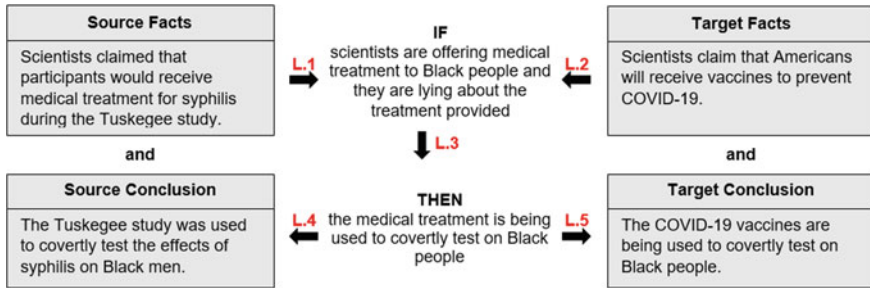 Source Facts
Scientists claimed that
participants would receive
medical treatment for syphilis
during the Tuskegee study.
and
Source Conclusion
The Tuskegee study was used
to covertly test the effects of
syphilis on Black men.
L.1
IF
scientists are offering medical
treatment to Black people and
they are lying about the
treatment provided
L.2
L.3
L.4
THEN
the medical treatment is being
used to covertly test on Black
people
L.5
Target Facts
Scientists claim that Americans
will receive vaccines to prevent
COVID-19.
and
Target Conclusion
The COVID-19 vaccines are
being used to covertly test on
Black people.